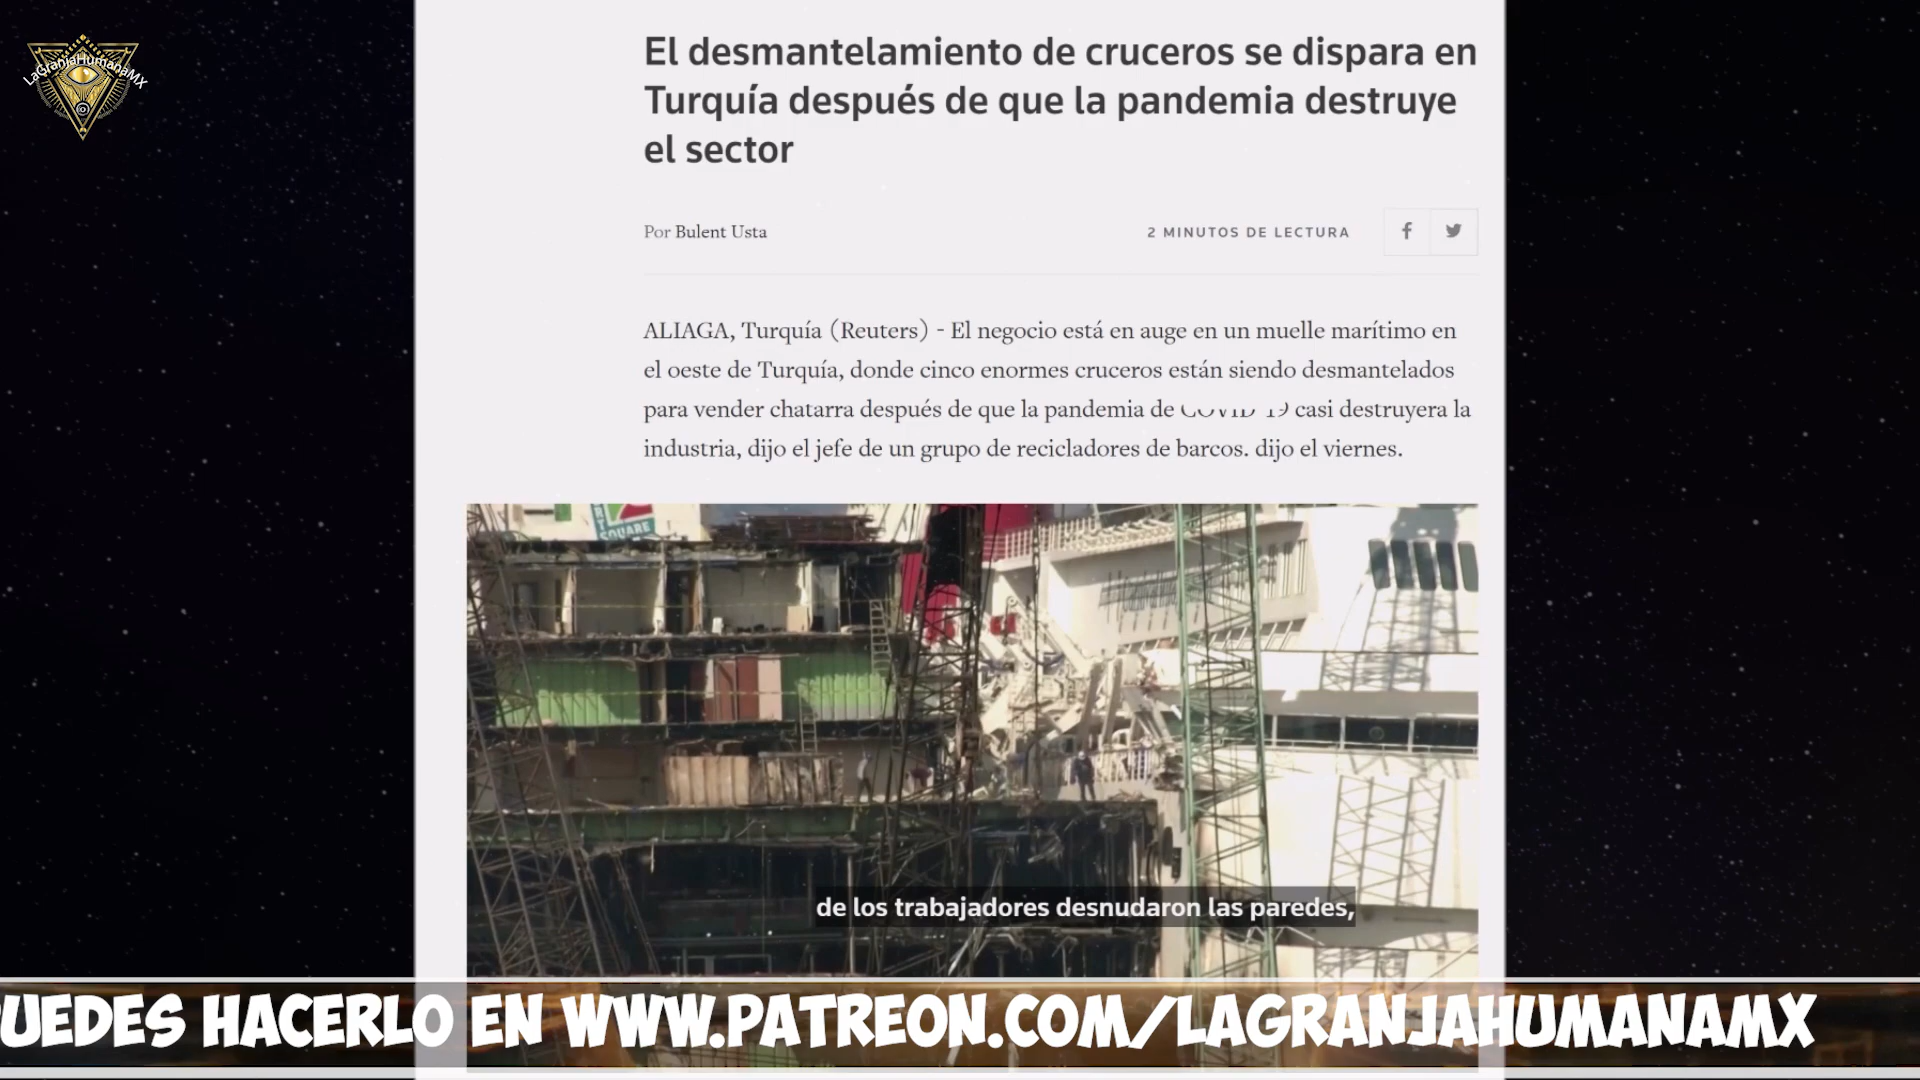 LaGranjaHumanaMX
El desmantelamiento de cruceros se dispara en
Turquía después de que la pandemia destruye
el sector
Por Bulent Usta
2 MINUTOS DE LECTURA
ALIAGA, Turquía (Reuters) - El negocio está en auge en un muelle marítimo en
el oeste de Turquía, donde cinco enormes cruceros están siendo desmantelados
para vender chatarra después de que la pandemia de COVID 19 casi destruyera la
industria, dijo el jefe de un grupo de recicladores de barcos. dijo el viernes.
SQUARE
de los trabajadores desnudaron las paredes,
UEDES HACERLO EN WWW.PATREON.COM/LAGRANJAHUMANAMX